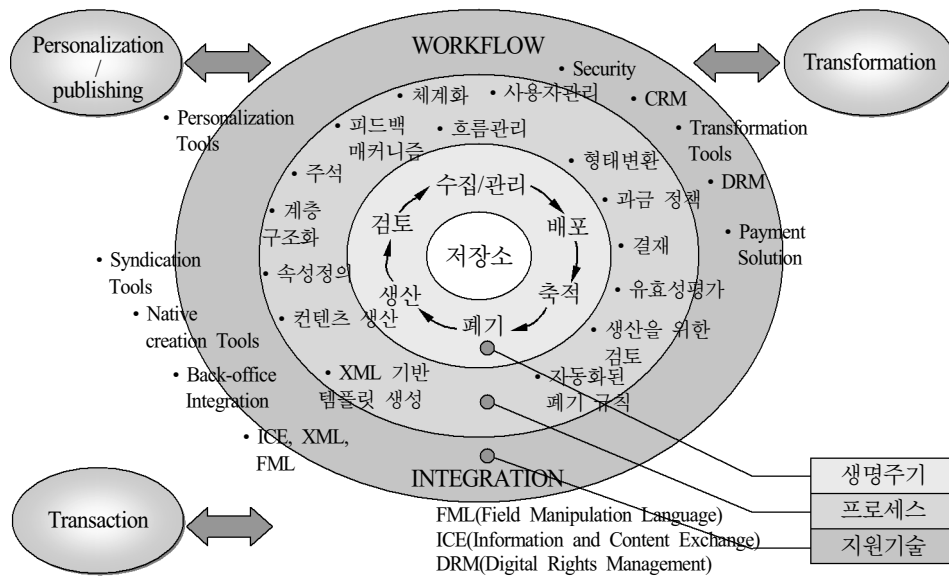 Personalization
/
publishing
WORKFLOW
Transformation
• Security
• 체계화
• 사용자관리
• CRM
• Personalization
Tools
• 피드백
매커니즘
• 흐름관리
• Transformation
Tools
• 주석
• 형태변환
• DRM
수집/관리
• 과금 정책
• 계층
구조화
검토
배포
• 결재
• Payment
Solution
저장소
• Syndication
Tools
• 속성정의
생산
축적
• 유효성평가
• Native
creation Tools
• 컨텐츠 생산
폐기
• 생산을 위한
검토
• Back-office
Integration
• XML 기반
템플릿 생성
• 자동화된
폐기 규칙
• ICE, XML,
FML
INTEGRATION
생명주기
프로세스
지원기술
Transaction
FML(Field Manipulation Language)
ICE(Information and Content Exchange)
DRM(Digital Rights Management)